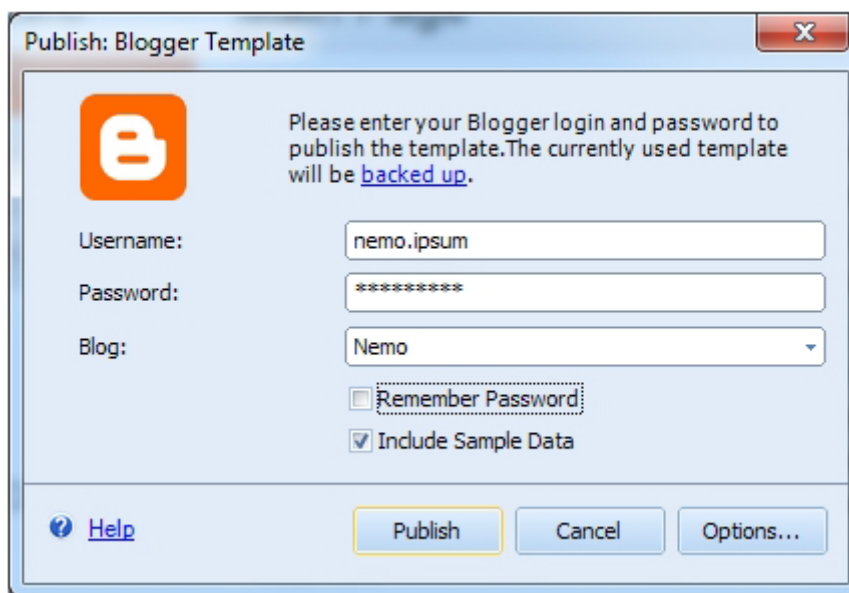 Publish: Blogger Template
Please enter your Blogger login and password to
publish the template.The currently used template
will be backed up.
Username:
nemo.ipsum
Password:
*********
Blog:
Nemo
Remember Password
Include Sample Data
Help
Publish
Cancel
Options...